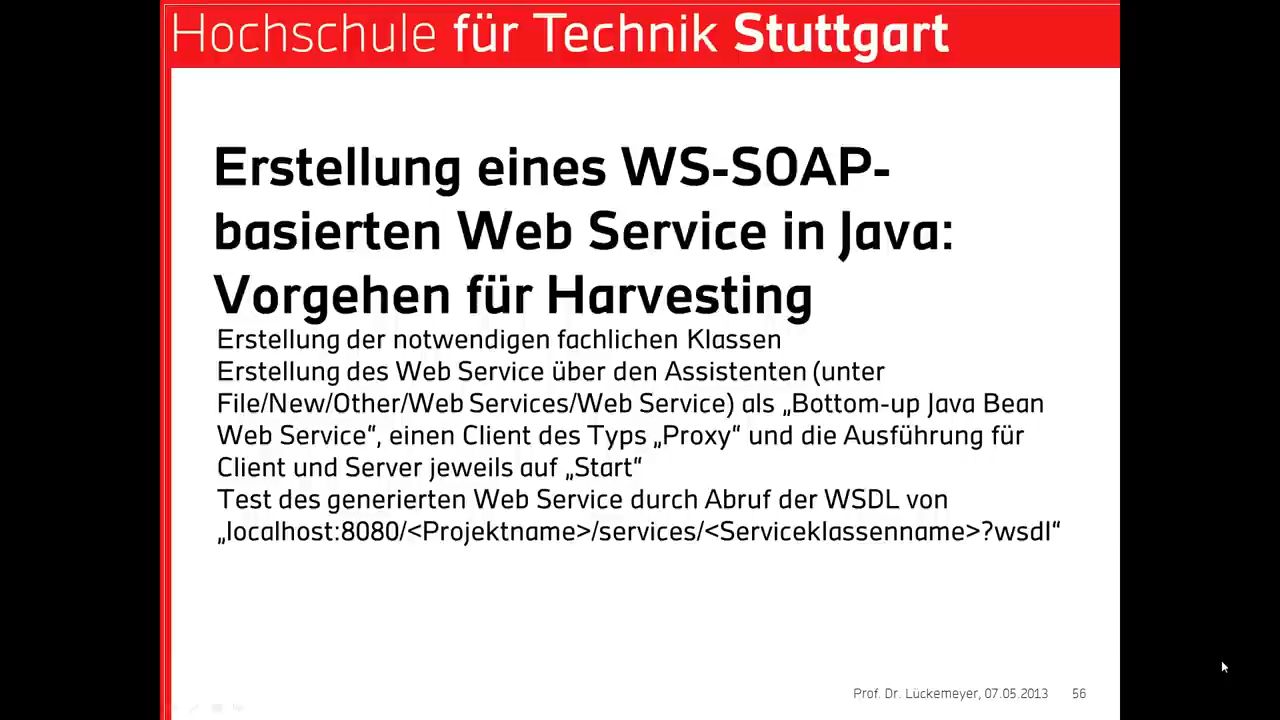 Hochschule für Technik Stuttgart
Erstellung eines WS-SOAP-
basierten Web Service in Java:
Vorgehen für Harvesting
Erstellung der notwendigen fachlichen Klassen
Erstellung des Web Service über den Assistenten (unter
File/New/Other/Web Services/Web Service) als „Bottom-up Java Bean
Web Service“, einen Client des Typs „Proxy“ und die Ausführung für
Client und Server jeweils auf „Start“
Test des generierten Web Service durch Abruf der WSDL von
„localhost:8080/<Projektname>/services/<Serviceklassenname>?wsdl“
Prof. Dr. Lückemeyer, 07.05.2013 56